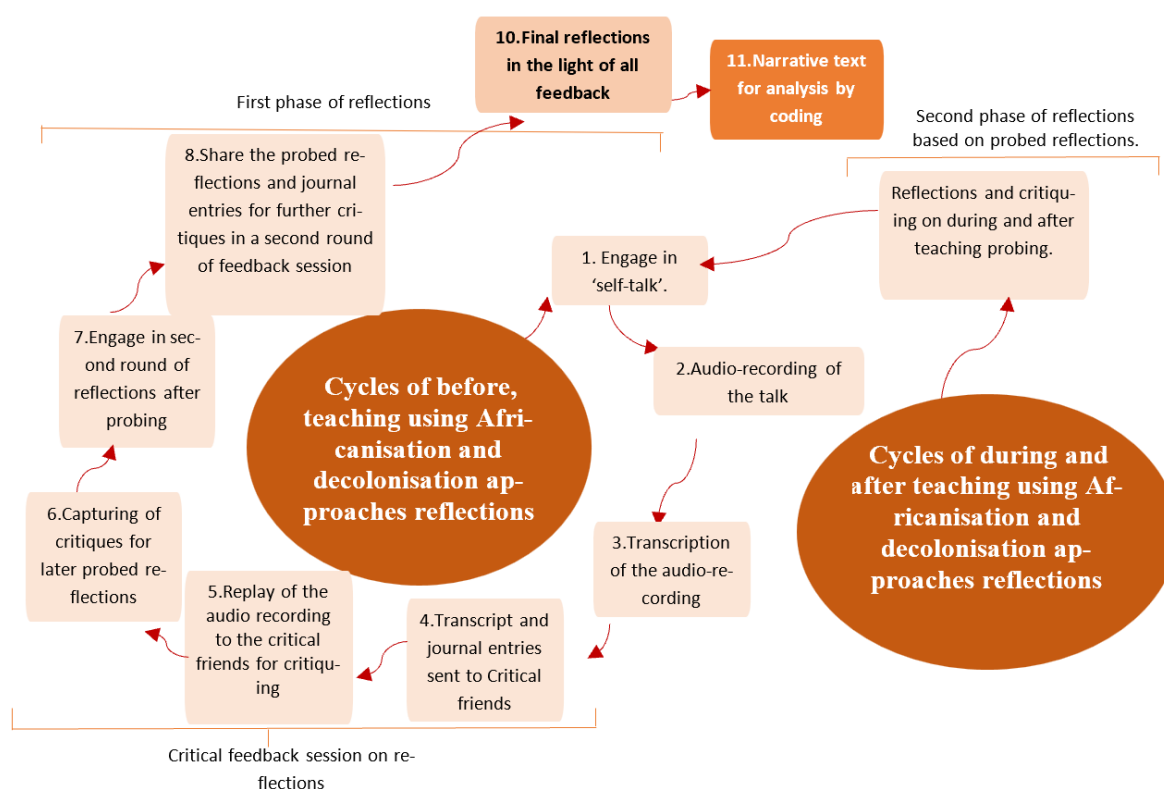 10.Final reflections
in the light of all
feedback
11.Narrative text
for analysis by
coding
First phase of reflections
Second phase of reflections
based on probed reflections.
8.Share the probed re-
flections and journal
entries for further cri-
tiques in a second round
of feedback session
Reflections and critiqu-
ing on during and after
teaching probing.
1. Engage in
‘self-talk’.
7.Engage in sec-
ond round of
reflections after
probing
2.Audio-recording of
the talk
Cycles of before,
teaching using Afri-
canisation and
decolonisation ap-
proaches reflections
Cycles of during and
after teaching using Af-
ricanisation and
decolonisation ap-
proaches reflections
6.Capturing of
critiques for
later probed re-
flections
3.Transcription
of the audio-re-
cording
5.Replay of the
audio recording
to the critical
friends for critiqu-
ing
4.Transcript and
journal entries
sent to Critical
friends
Critical feedback session on re-
flections